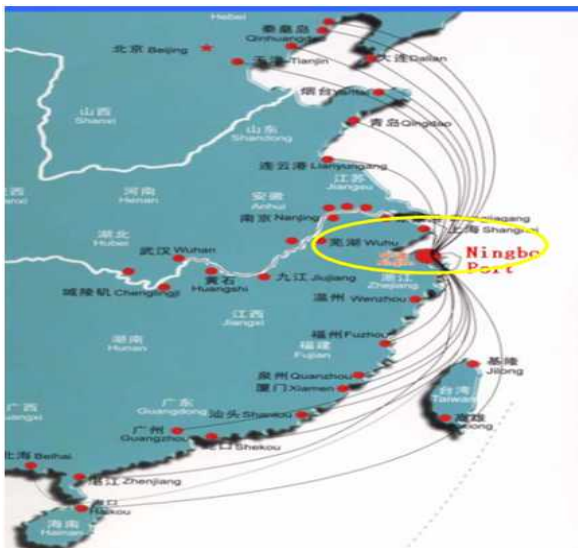 Hebei
秦皇岛
Qinhuangdao
北京 Beijing
天津 Tianjin
大连 Dalian
烟台 Yantai
山西
Shanxi
山东
Shandong
青岛 Qingdao
连云港 Lianyungang
河南
Henan
江苏
Jiangsu
安徽
Anhui
南京 Nanjing
上海 Shanghai
湖北
Hubei
武汉 Wuhan
芜湖 Wuhu
Ningbo
Port
浙江
Zhejiang
黄石
Huangshi
九江 Jiujiang
城陵矶 Chenglingji
温州 Wenzhou
江西
Jiangxi
湖南
Hunan
福州 Fuzhou
福建
Fujian
基隆
Jilong
泉州 Quanzhou
厦门 Xiamen
台湾
Taiwan
广东
Guangdong
汕头 Shantou
高雄
广西
广州
Guangzhou
蛇口 Shekou
北海 Beihai
湛江 Zhenjiang
海口
Haikou
海南
Hainan